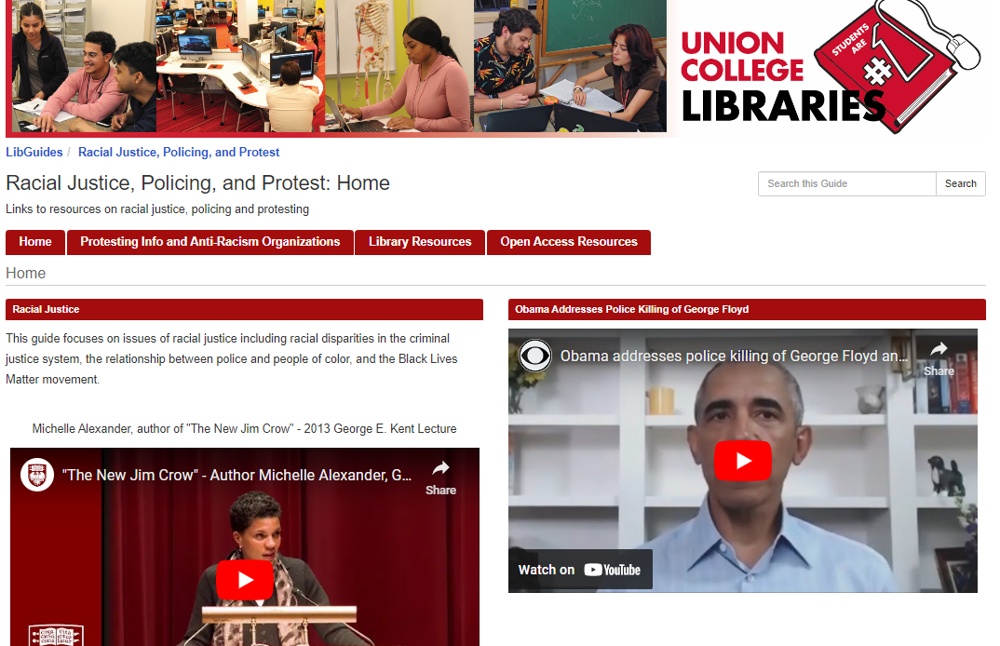 UNION
COLLEGE
LIBRARIES
STUDENTS
ARE
#1
LibGuides / Racial Justice, Policing, and Protest
Racial Justice, Policing, and Protest: Home
Search this Guide Search
Links to resources on racial justice, policing and protesting
Home Protesting Info and Anti-Racism Organizations Library Resources Open Access Resources
Home
Racial Justice
This guide focuses on issues of racial justice including racial disparities in the criminal
justice system, the relationship between police and people of color, and the Black Lives
Matter movement.
Michelle Alexander, author of "The New Jim Crow" - 2013 George E. Kent Lecture
"The New Jim Crow" - Author Michelle Alexander, G...
Share
Obama Addresses Police Killing of George Floyd
Obama addresses police killing of George Floyd an...
Share
Watch on YouTube